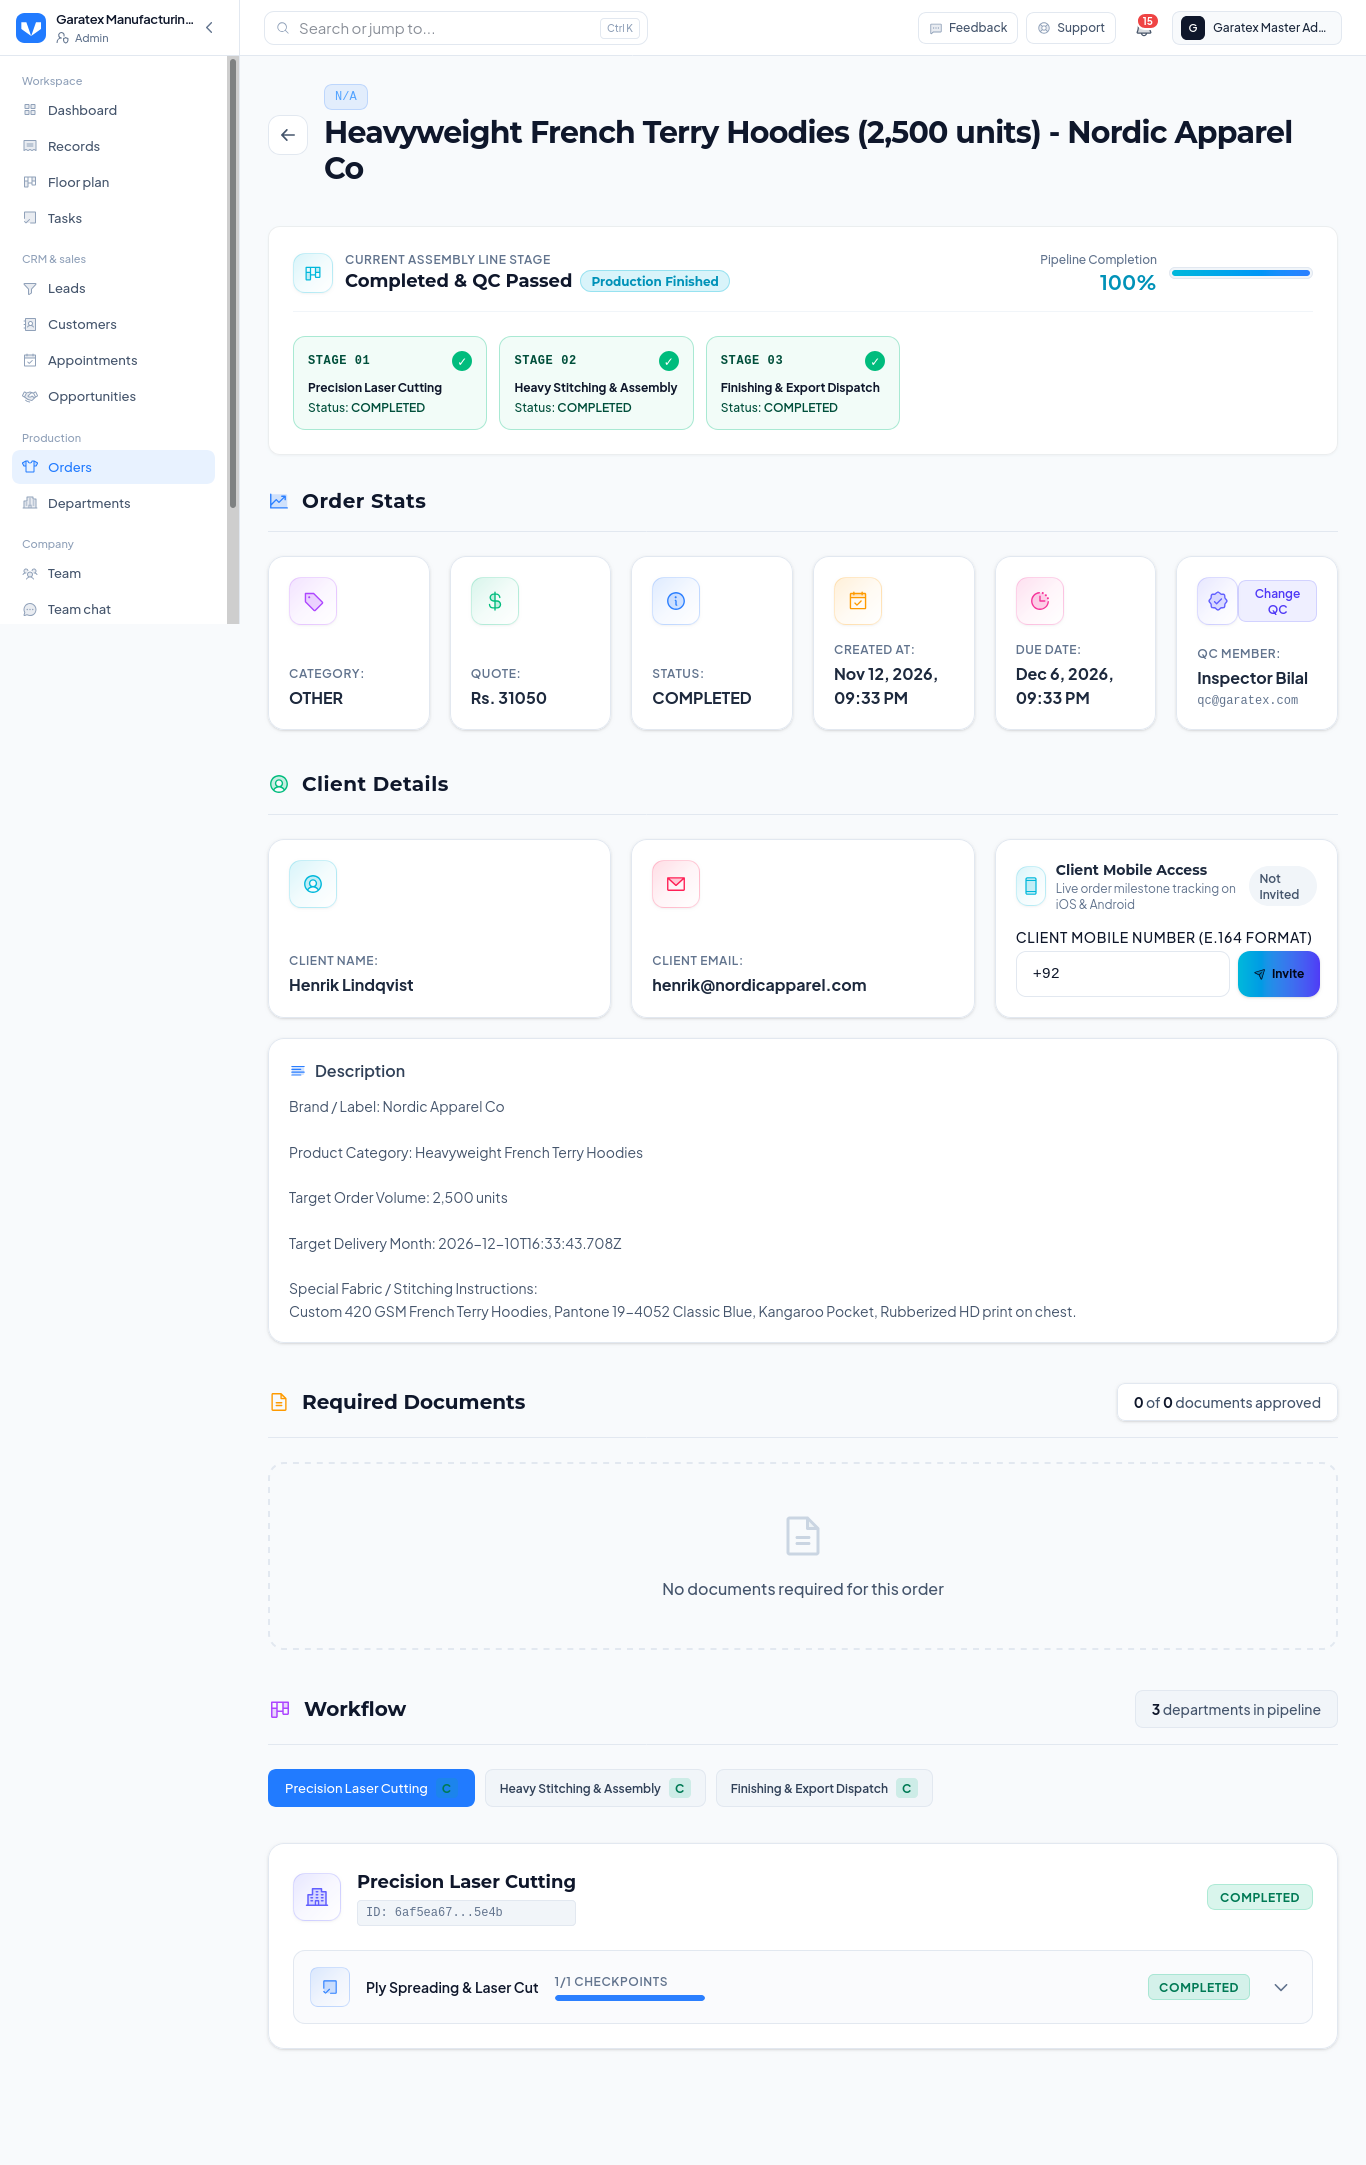 Garatex Manufacturin...
Admin
Search or jump to...
Ctrl K
Feedback
Support
15
G
Garatex Master Ad...
Workspace
Dashboard
Records
Floor plan
Tasks
CRM & sales
Leads
Customers
Appointments
Opportunities
Production
Orders
Departments
Company
Team
Team chat
N/A
Heavyweight French Terry Hoodies (2,500 units) - Nordic Apparel
Co
CURRENT ASSEMBLY LINE STAGE
Completed & QC Passed
Production Finished
Pipeline Completion
100%
STAGE 01
Precision Laser Cutting
Status: COMPLETED
STAGE 02
Heavy Stitching & Assembly
Status: COMPLETED
STAGE 03
Finishing & Export Dispatch
Status: COMPLETED
Order Stats
CATEGORY:
OTHER
QUOTE:
Rs. 31050
STATUS:
COMPLETED
CREATED AT:
Nov 12, 2026,
09:33 PM
DUE DATE:
Dec 6, 2026,
09:33 PM
Change
QC
QC MEMBER:
Inspector Bilal
qc@garatex.com
Client Details
CLIENT NAME:
Henrik Lindqvist
CLIENT EMAIL:
henrik@nordicapparel.com
Client Mobile Access
Live order milestone tracking on
iOS & Android
Not
Invited
CLIENT MOBILE NUMBER (E.164 FORMAT)
+92
Invite
Description
Brand / Label: Nordic Apparel Co
Product Category: Heavyweight French Terry Hoodies
Target Order Volume: 2,500 units
Target Delivery Month: 2026-12-10T16:33:43.708Z
Special Fabric / Stitching Instructions:
Custom 420 GSM French Terry Hoodies, Pantone 19-4052 Classic Blue, Kangaroo Pocket, Rubberized HD print on chest.
Required Documents
0 of 0 documents approved
No documents required for this order
Workflow
3 departments in pipeline
Precision Laser Cutting C
Heavy Stitching & Assembly C
Finishing & Export Dispatch C
Precision Laser Cutting
ID: 6af5ea67...5e4b
COMPLETED
Ply Spreading & Laser Cut
1/1 CHECKPOINTS
COMPLETED